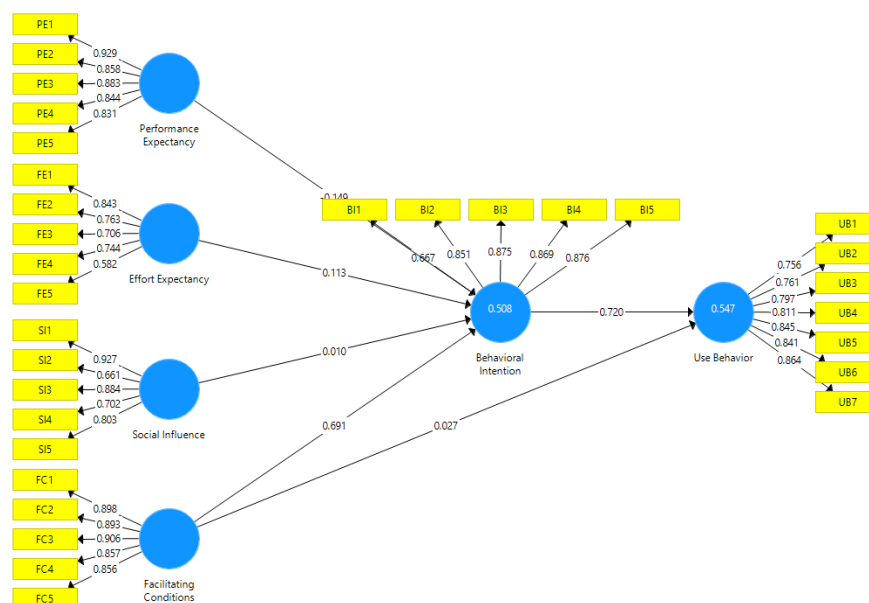 PE1
PE2
PE3
PE4
PE5
0.929
0.858
0.883
0.844
0.831
Performance
Expectancy
FE1
FE2
FE3
FE4
FE5
0.843
0.763
0.706
0.744
0.582
Effort Expectancy
SI1
SI2
SI3
SI4
SI5
0.927
0.661
0.884
0.702
0.803
Social Influence
FC1
FC2
FC3
FC4
FC5
0.898
0.893
0.906
0.857
0.856
Facilitating
Conditions
-0.149
0.113
0.010
0.691
0.027
BI1
BI2
BI3
BI4
BI5
0.667
0.851
0.875
0.869
0.876
0.508
Behavioral
Intention
0.720
0.547
Use Behavior
0.756
0.761
0.797
0.811
0.845
0.841
0.864
UB1
UB2
UB3
UB4
UB5
UB6
UB7